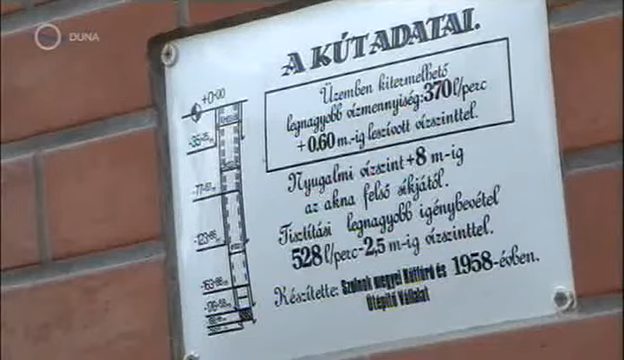 DUNA
A KÚT ADATAI.
Üzemben kitermelhető
legnagyobb vízmennyiség: 370 l/perc
+0.60 m.-ig leszívott vízszinttel.
Nyugalmi vízszint +8 m-ig
az akna felső síkjától.
Tisztítási legnagyobb igénybevétel
528 l/perc -2,5 m-ig vízszinttel.
Készítette: Szolnok megyei Kútfúró és 1958-évben.
Útépítő Vállalat
+0·00